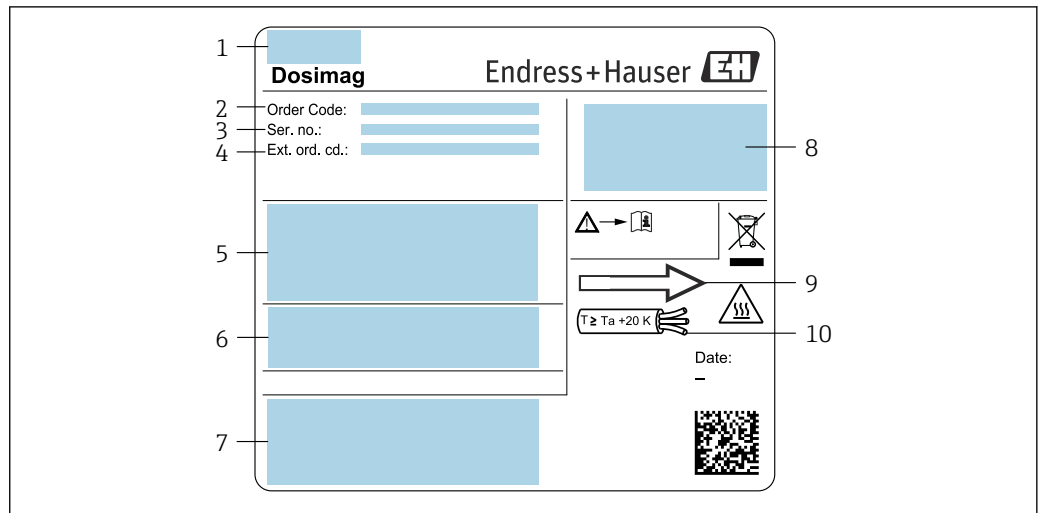 1
Dosimag
Endress+Hauser EH
2 Order Code:
3 Ser. no.:
4 Ext. ord. cd.:
8
5
9
6
T ≥ Ta +20 K
10
Date:
–
7